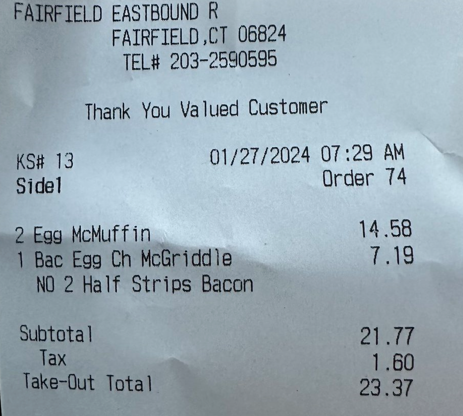 FAIRFIELD EASTBOUND R
FAIRFIELD,CT 06824
TEL# 203-2590595
Thank You Valued Customer
KS# 13 01/27/2024 07:29 AM
Side1 Order 74
2 Egg McMuffin 14.58
1 Bac Egg Ch McGriddle 7.19
NO 2 Half Strips Bacon
Subtotal 21.77
Tax 1.60
Take-Out Total 23.37